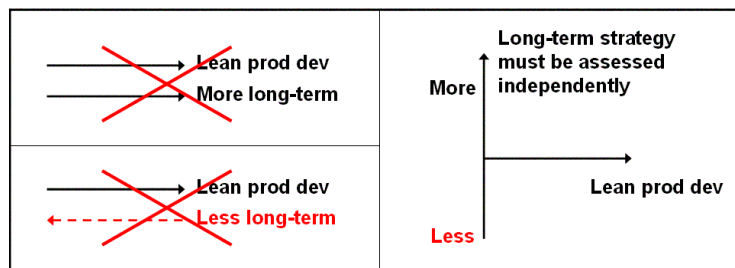 Lean prod dev
More long-term
Lean prod dev
Less long-term
Long-term strategy
must be assessed
independently
More
Lean prod dev
Less